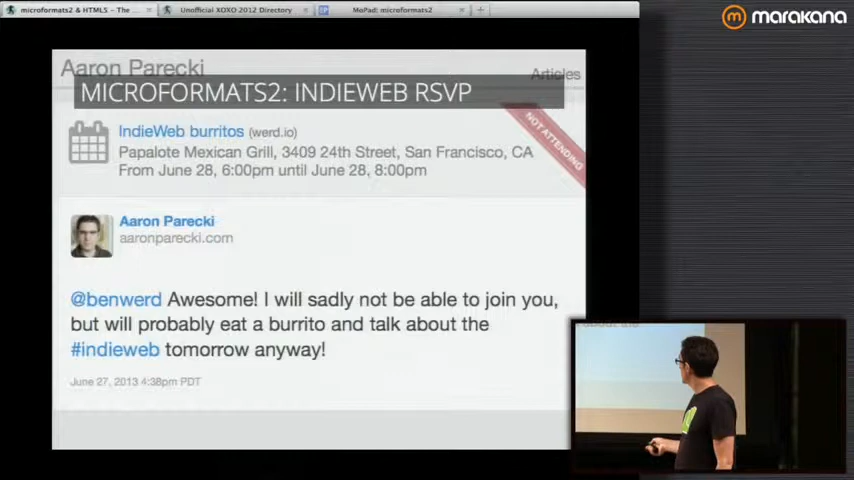 microformats2 & HTML5 – The ...
Unofficial XOXO 2012 Directory
MoPad: microformats2
marakana
Aaron Parecki
Articles
MICROFORMATS2: INDIEWEB RSVP
NOT ATTENDING
IndieWeb burritos (werd.io)
Papalote Mexican Grill, 3409 24th Street, San Francisco, CA
From June 28, 6:00pm until June 28, 8:00pm
Aaron Parecki
aaronparecki.com
@benwerd Awesome! I will sadly not be able to join you,
but will probably eat a burrito and talk about the
#indieweb tomorrow anyway!
June 27, 2013 4:38pm PDT